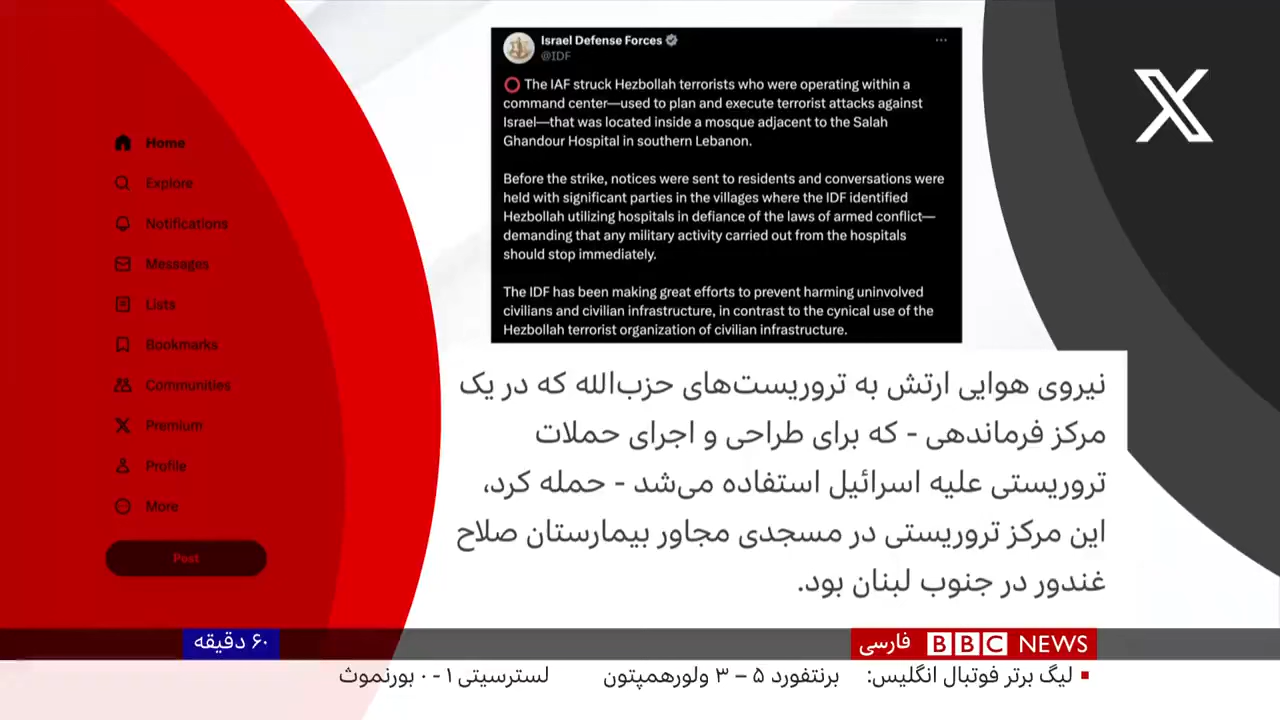 Home
Explore
Notifications
Messages
Lists
Bookmarks
Communities
Premium
Profile
More
Post
Israel Defense Forces
@IDF
The IAF struck Hezbollah terrorists who were operating within a
command center—used to plan and execute terrorist attacks against
Israel—that was located inside a mosque adjacent to the Salah
Ghandour Hospital in southern Lebanon.
Before the strike, notices were sent to residents and conversations were
held with significant parties in the villages where the IDF identified
Hezbollah utilizing hospitals in defiance of the laws of armed conflict—
demanding that any military activity carried out from the hospitals
should stop immediately.
The IDF has been making great efforts to prevent harming uninvolved
civilians and civilian infrastructure, in contrast to the cynical use of the
Hezbollah terrorist organization of civilian infrastructure.
نیروی هوایی ارتش به تروریست‌های حزب‌الله که در یک
مرکز فرماندهی - که برای طراحی و اجرای حملات
تروریستی علیه اسرائیل استفاده می‌شد - حمله کرد،
این مرکز تروریستی در مسجدی مجاور بیمارستان صلاح
غندور در جنوب لبنان بود.
۶۰ دقیقه
BBC NEWS فارسی
لیگ برتر فوتبال انگلیس: برنتفورد ۵ – ۳ ولورهمپتون لسترسیتی ۱ - ۰ بورنموث